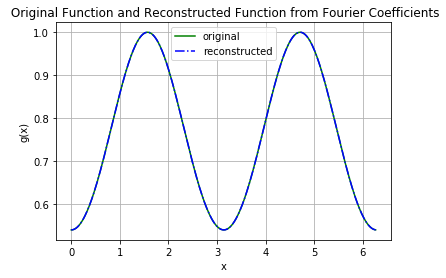 Original Function and Reconstructed Function from Fourier Coefficients
original
reconstructed
g(x)
1.0
0.9
0.8
0.7
0.6
0 1 2 3 4 5 6
x